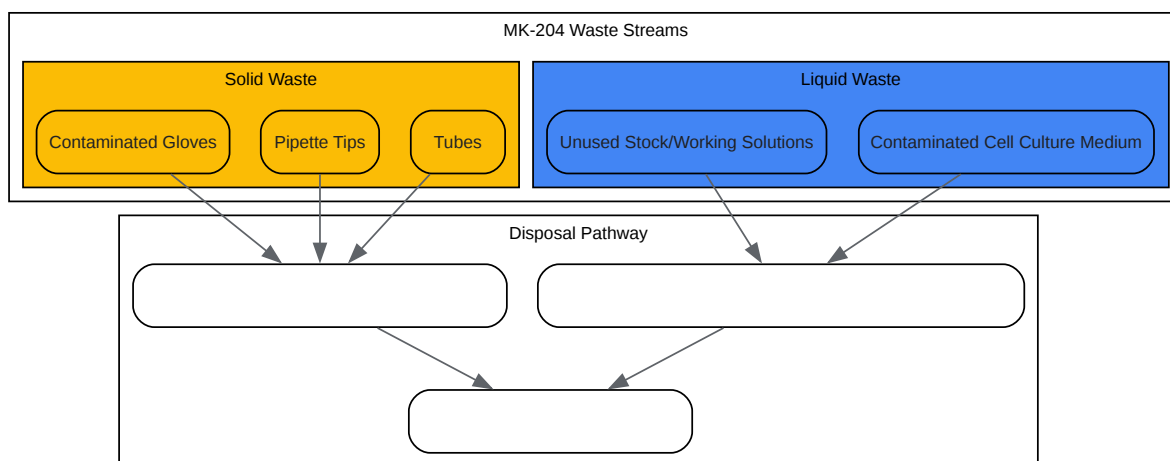 MK-204 Waste Streams
Solid Waste
Liquid Waste
Contaminated Gloves
Pipette Tips
Tubes
Unused Stock/Working Solutions
Contaminated Cell Culture Medium
Disposal Pathway